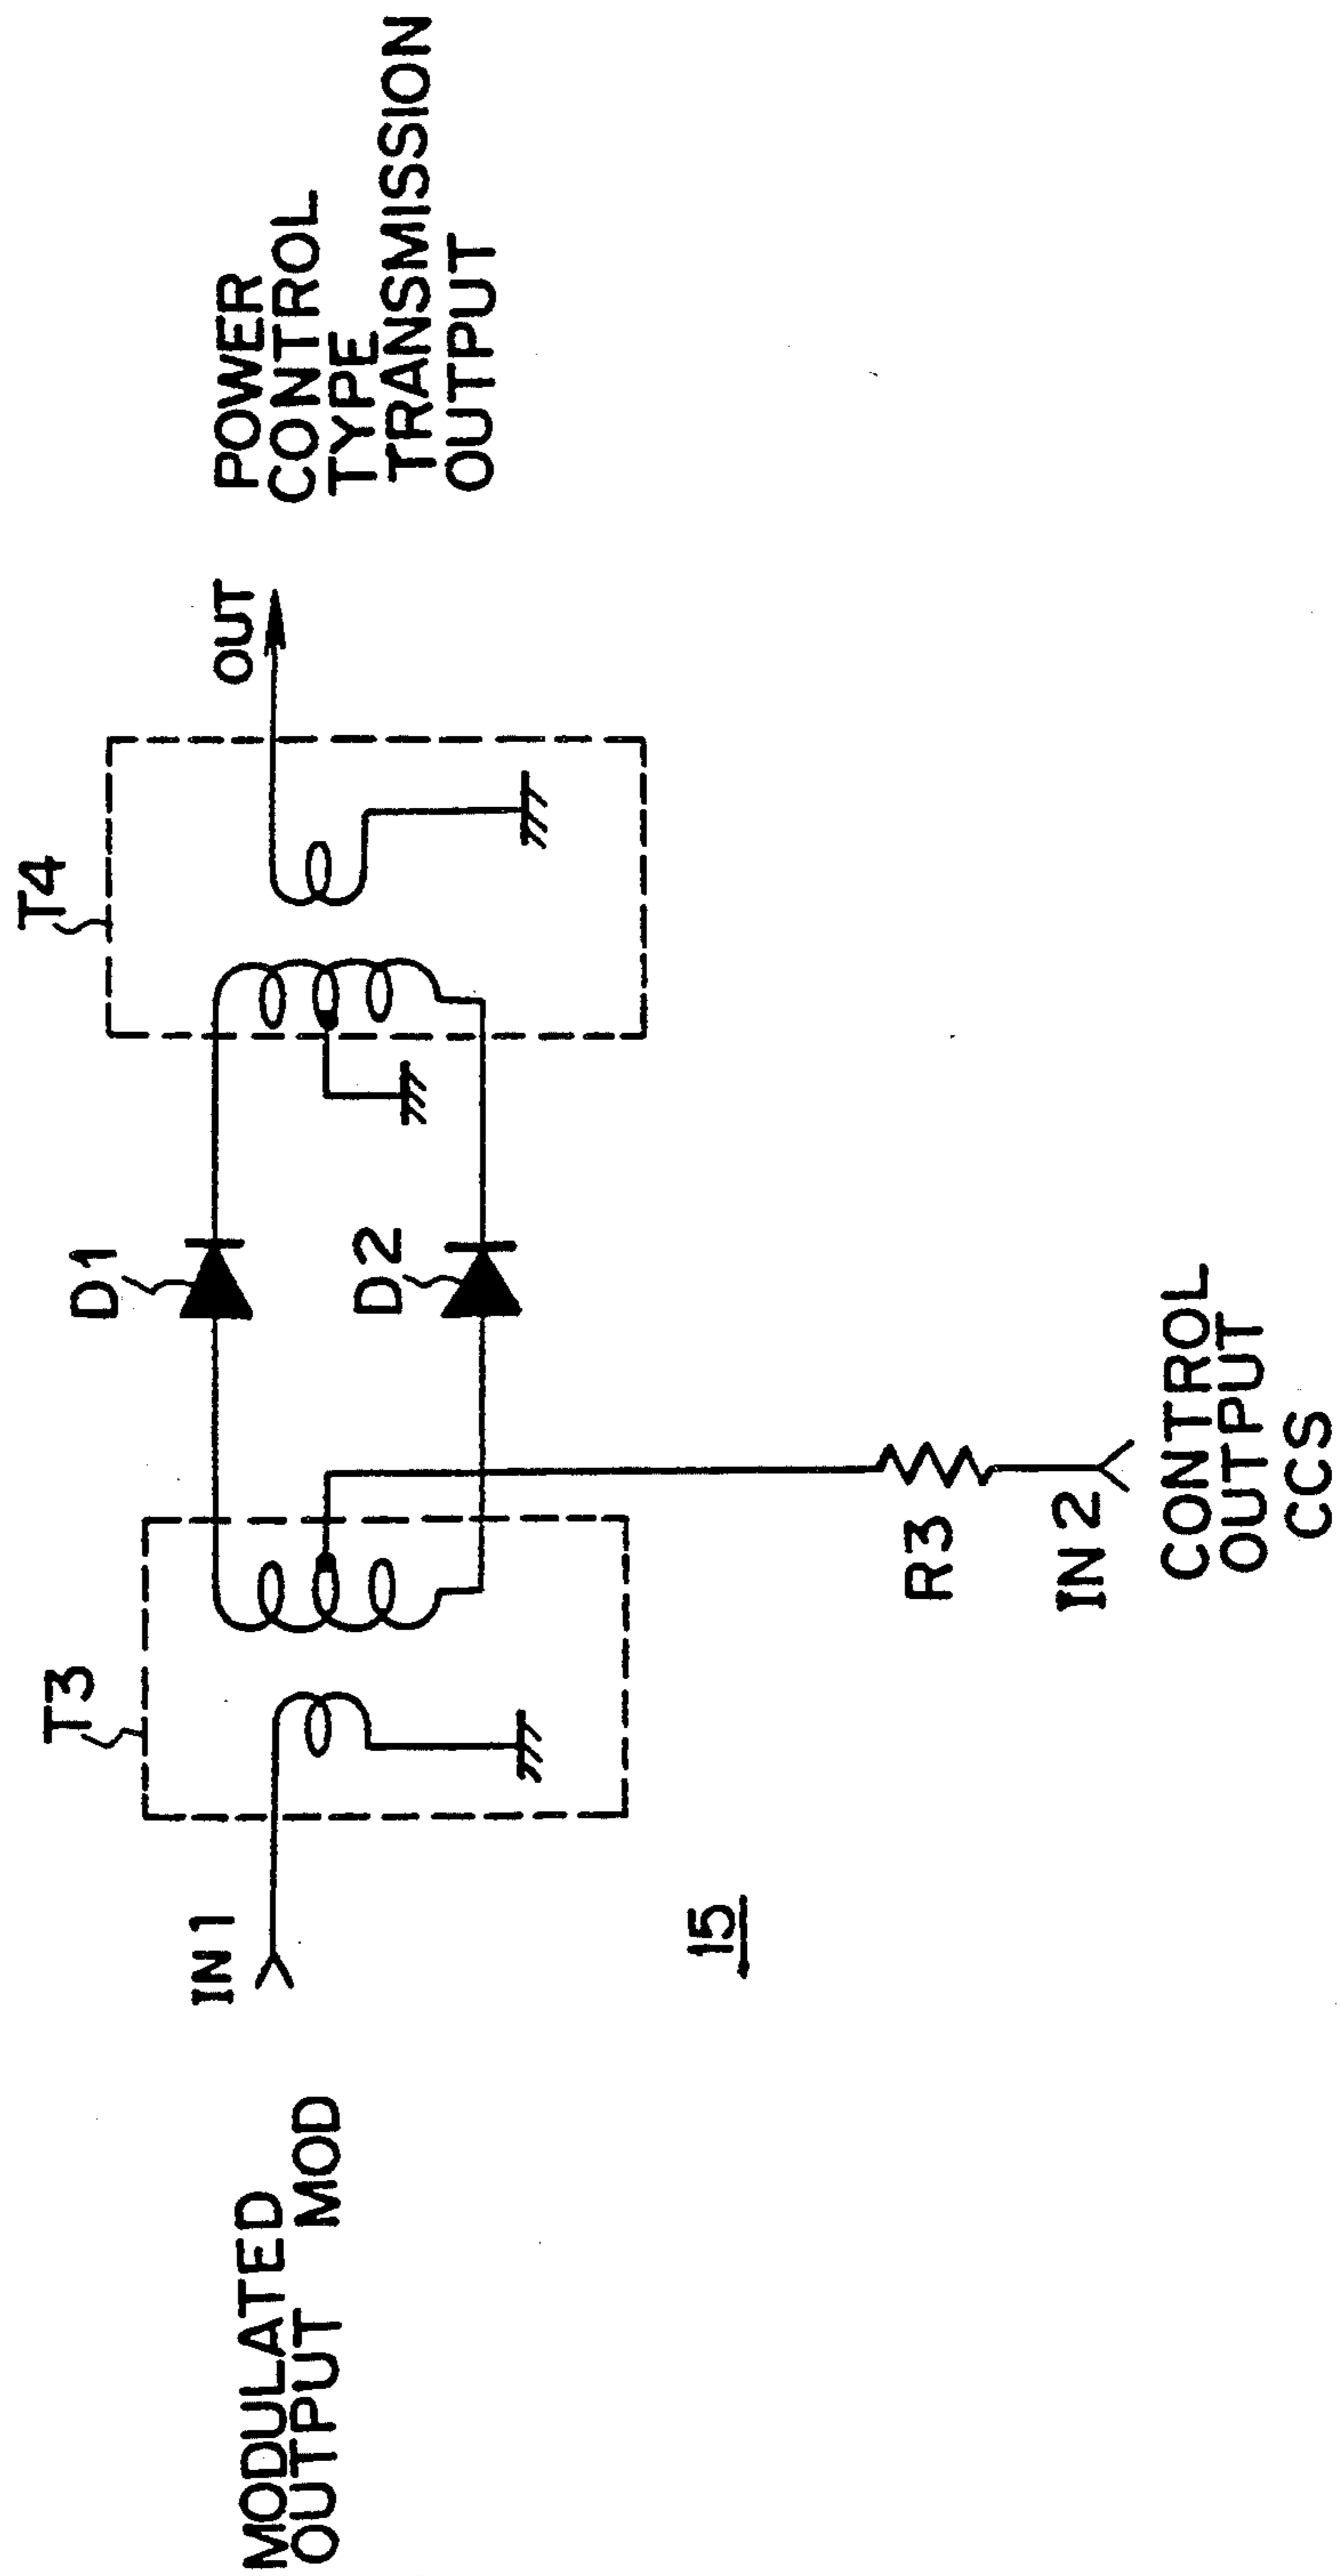 T4
T3
D1
D2
IN 1
OUT
MODULATED
OUTPUT MOD
POWER
CONTROL
TYPE
TRANSMISSION
OUTPUT
15
R3
IN 2
CONTROL
OUTPUT
CCS